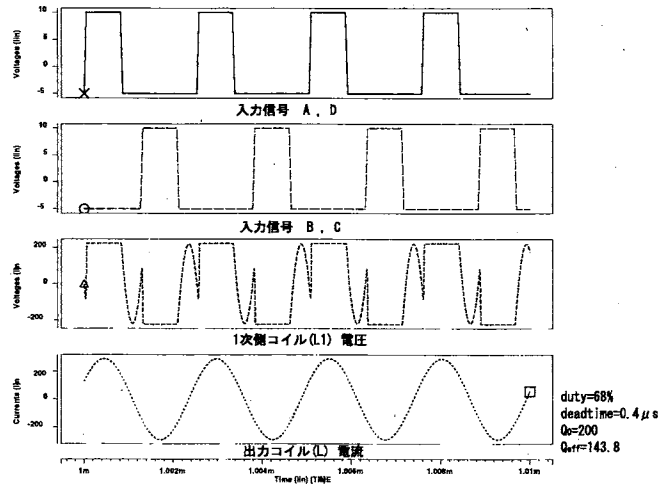 Voltages (lin)
10
5
0
-5
入力信号 A, D
Voltages (lin)
10
5
0
-5
入力信号 B, C
Voltages (lin
200
0
-200
1次側コイル(L1) 電圧
Currents (lin
200
-200
出力コイル(L) 電流
1m
1.002m
1.004m
1.006m
1.008m
1.01m
Time (lin) (TIME
duty=68%
deadtime=0.4μs
Qo=200
Qeff=143.8